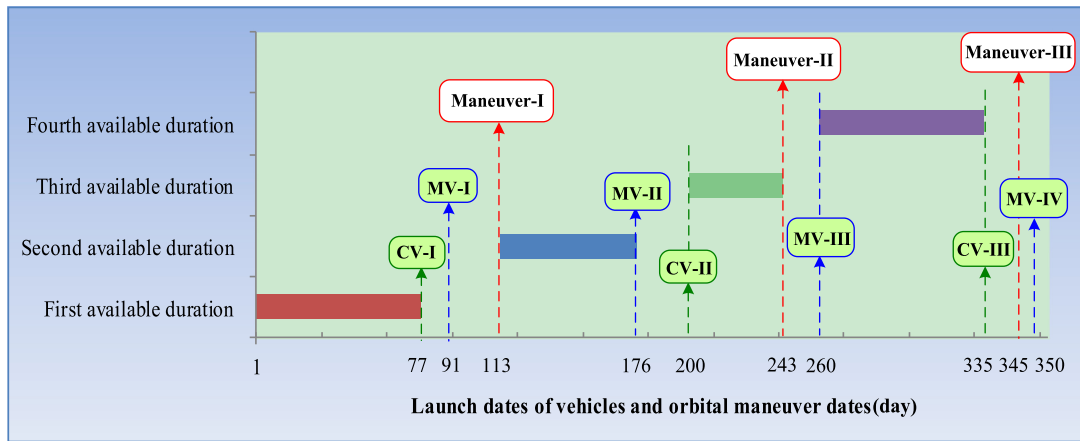 Maneuver-III
Maneuver-II
Maneuver-I
Fourth available duration
Third available duration
MV-I
MV-II
MV-IV
Second available duration
CV-I
CV-II
MV-III
CV-III
First available duration
1 77 91 113 176 200 243 260 335 345 350
Launch dates of vehicles and orbital maneuver dates(day)